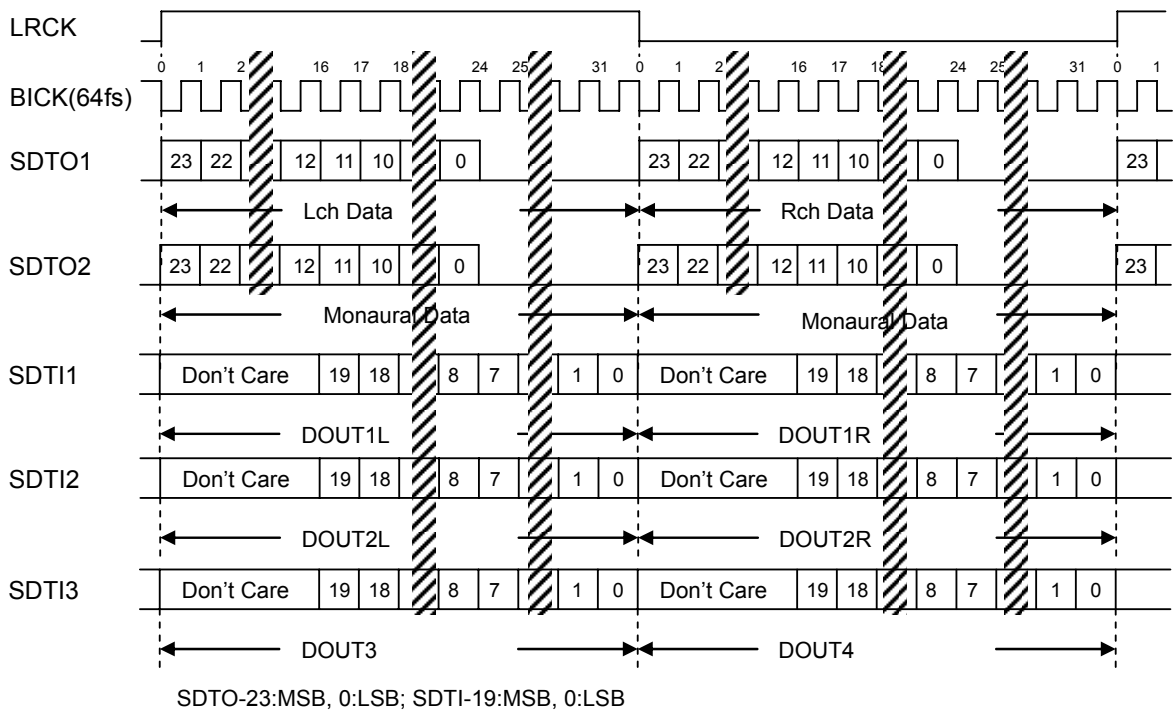 LRCK
0 1 2 16 17 18 24 25 31 0 1 2 16 17 18 24 25 31 0 1
BICK(64fs)
SDTO1 23 22 12 11 10 0 23 22 12 11 10 0 23
Lch Data Rch Data
SDTO2 23 22 12 11 10 0 23 22 12 11 10 0 23
Monaural Data Monaural Data
SDTI1 Don't Care 19 18 8 7 1 0 Don't Care 19 18 8 7 1 0
DOUT1L DOUT1R
SDTI2 Don't Care 19 18 8 7 1 0 Don't Care 19 18 8 7 1 0
DOUT2L DOUT2R
SDTI3 Don't Care 19 18 8 7 1 0 Don't Care 19 18 8 7 1 0
DOUT3 DOUT4
SDTO-23:MSB, 0:LSB; SDTI-19:MSB, 0:LSB